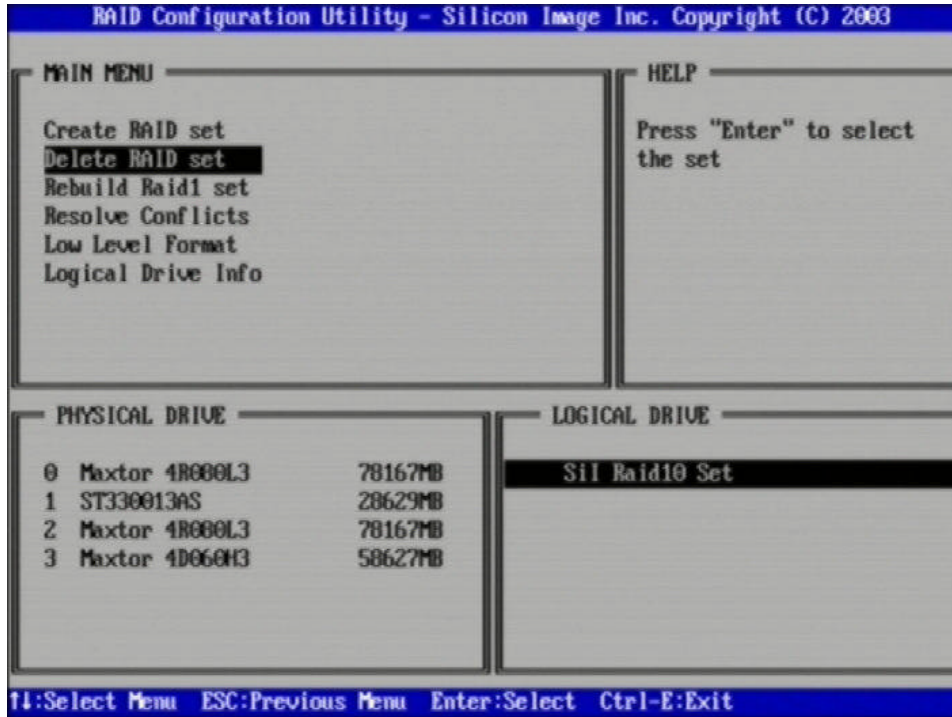 RAID Configuration Utility - Silicon Image Inc. Copyright (C) 2003
MAIN MENU
Create RAID set
Delete RAID set
Rebuild Raid1 set
Resolve Conflicts
Low Level Format
Logical Drive Info
HELP
Press "Enter" to select
the set
PHYSICAL DRIVE
0 Maxtor 4R080L3 78167MB
1 ST330013AS 28629MB
2 Maxtor 4R080L3 78167MB
3 Maxtor 4D060H3 58627MB
LOGICAL DRIVE
SiI Raid10 Set
↑↓:Select Menu ESC:Previous Menu Enter:Select Ctrl-E:Exit